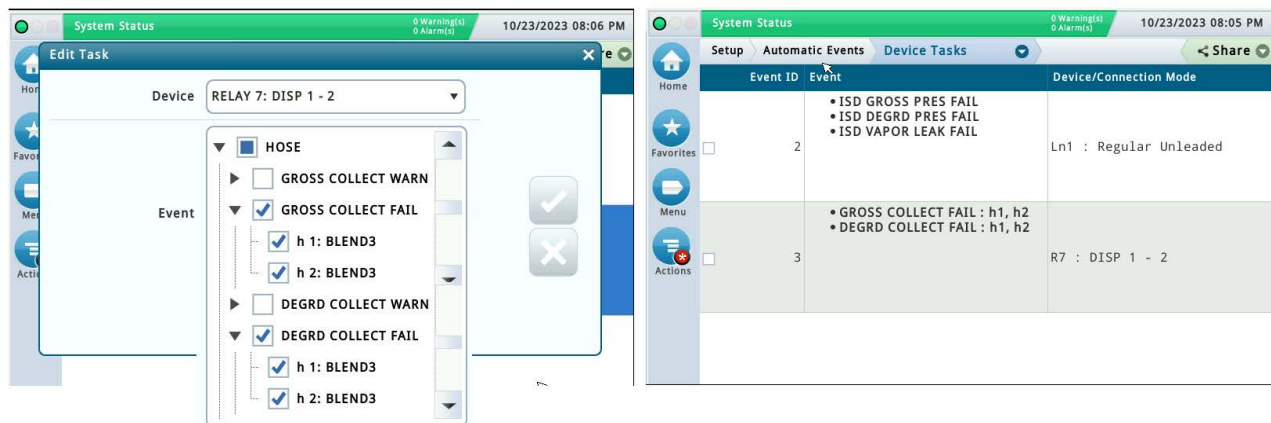 System Status
0 Warning(s)
0 Alarm(s)
10/23/2023 08:06 PM
Edit Task
re
Hor
Device
RELAY 7: DISP 1 - 2
Favor
HOSE
GROSS COLLECT WARN
Me
Event
GROSS COLLECT FAIL
h 1: BLEND3
Actio
h 2: BLEND3
DEGRD COLLECT WARN
DEGRD COLLECT FAIL
h 1: BLEND3
h 2: BLEND3
System Status
0 Warning(s)
0 Alarm(s)
10/23/2023 08:05 PM
Setup Automatic Events Device Tasks Share
Home
Event ID Event Device/Connection Mode
• ISD GROSS PRES FAIL
• ISD DEGRD PRES FAIL
• ISD VAPOR LEAK FAIL
Favorites
2
Ln1 : Regular Unleaded
Menu
• GROSS COLLECT FAIL : h1, h2
• DEGRD COLLECT FAIL : h1, h2
Actions
3
R7 : DISP 1 - 2